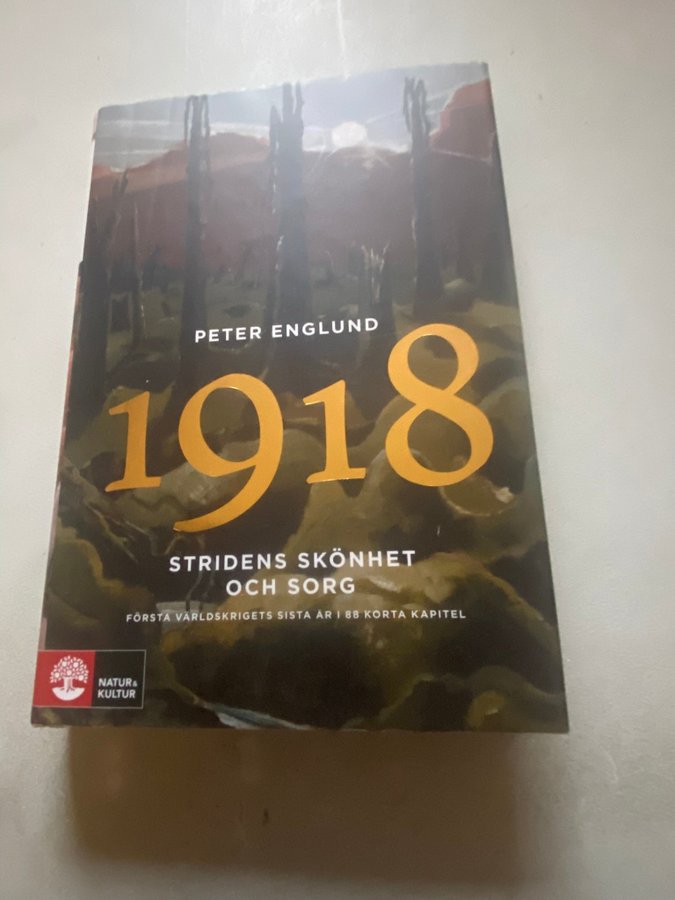 PETER ENGLUND
1918
STRIDENS SKÖNHET
OCH SORG
FÖRSTA VÄRLDSKRIGETS SISTA ÅR I 88 KORTA KAPITEL
NATUR &
KULTUR